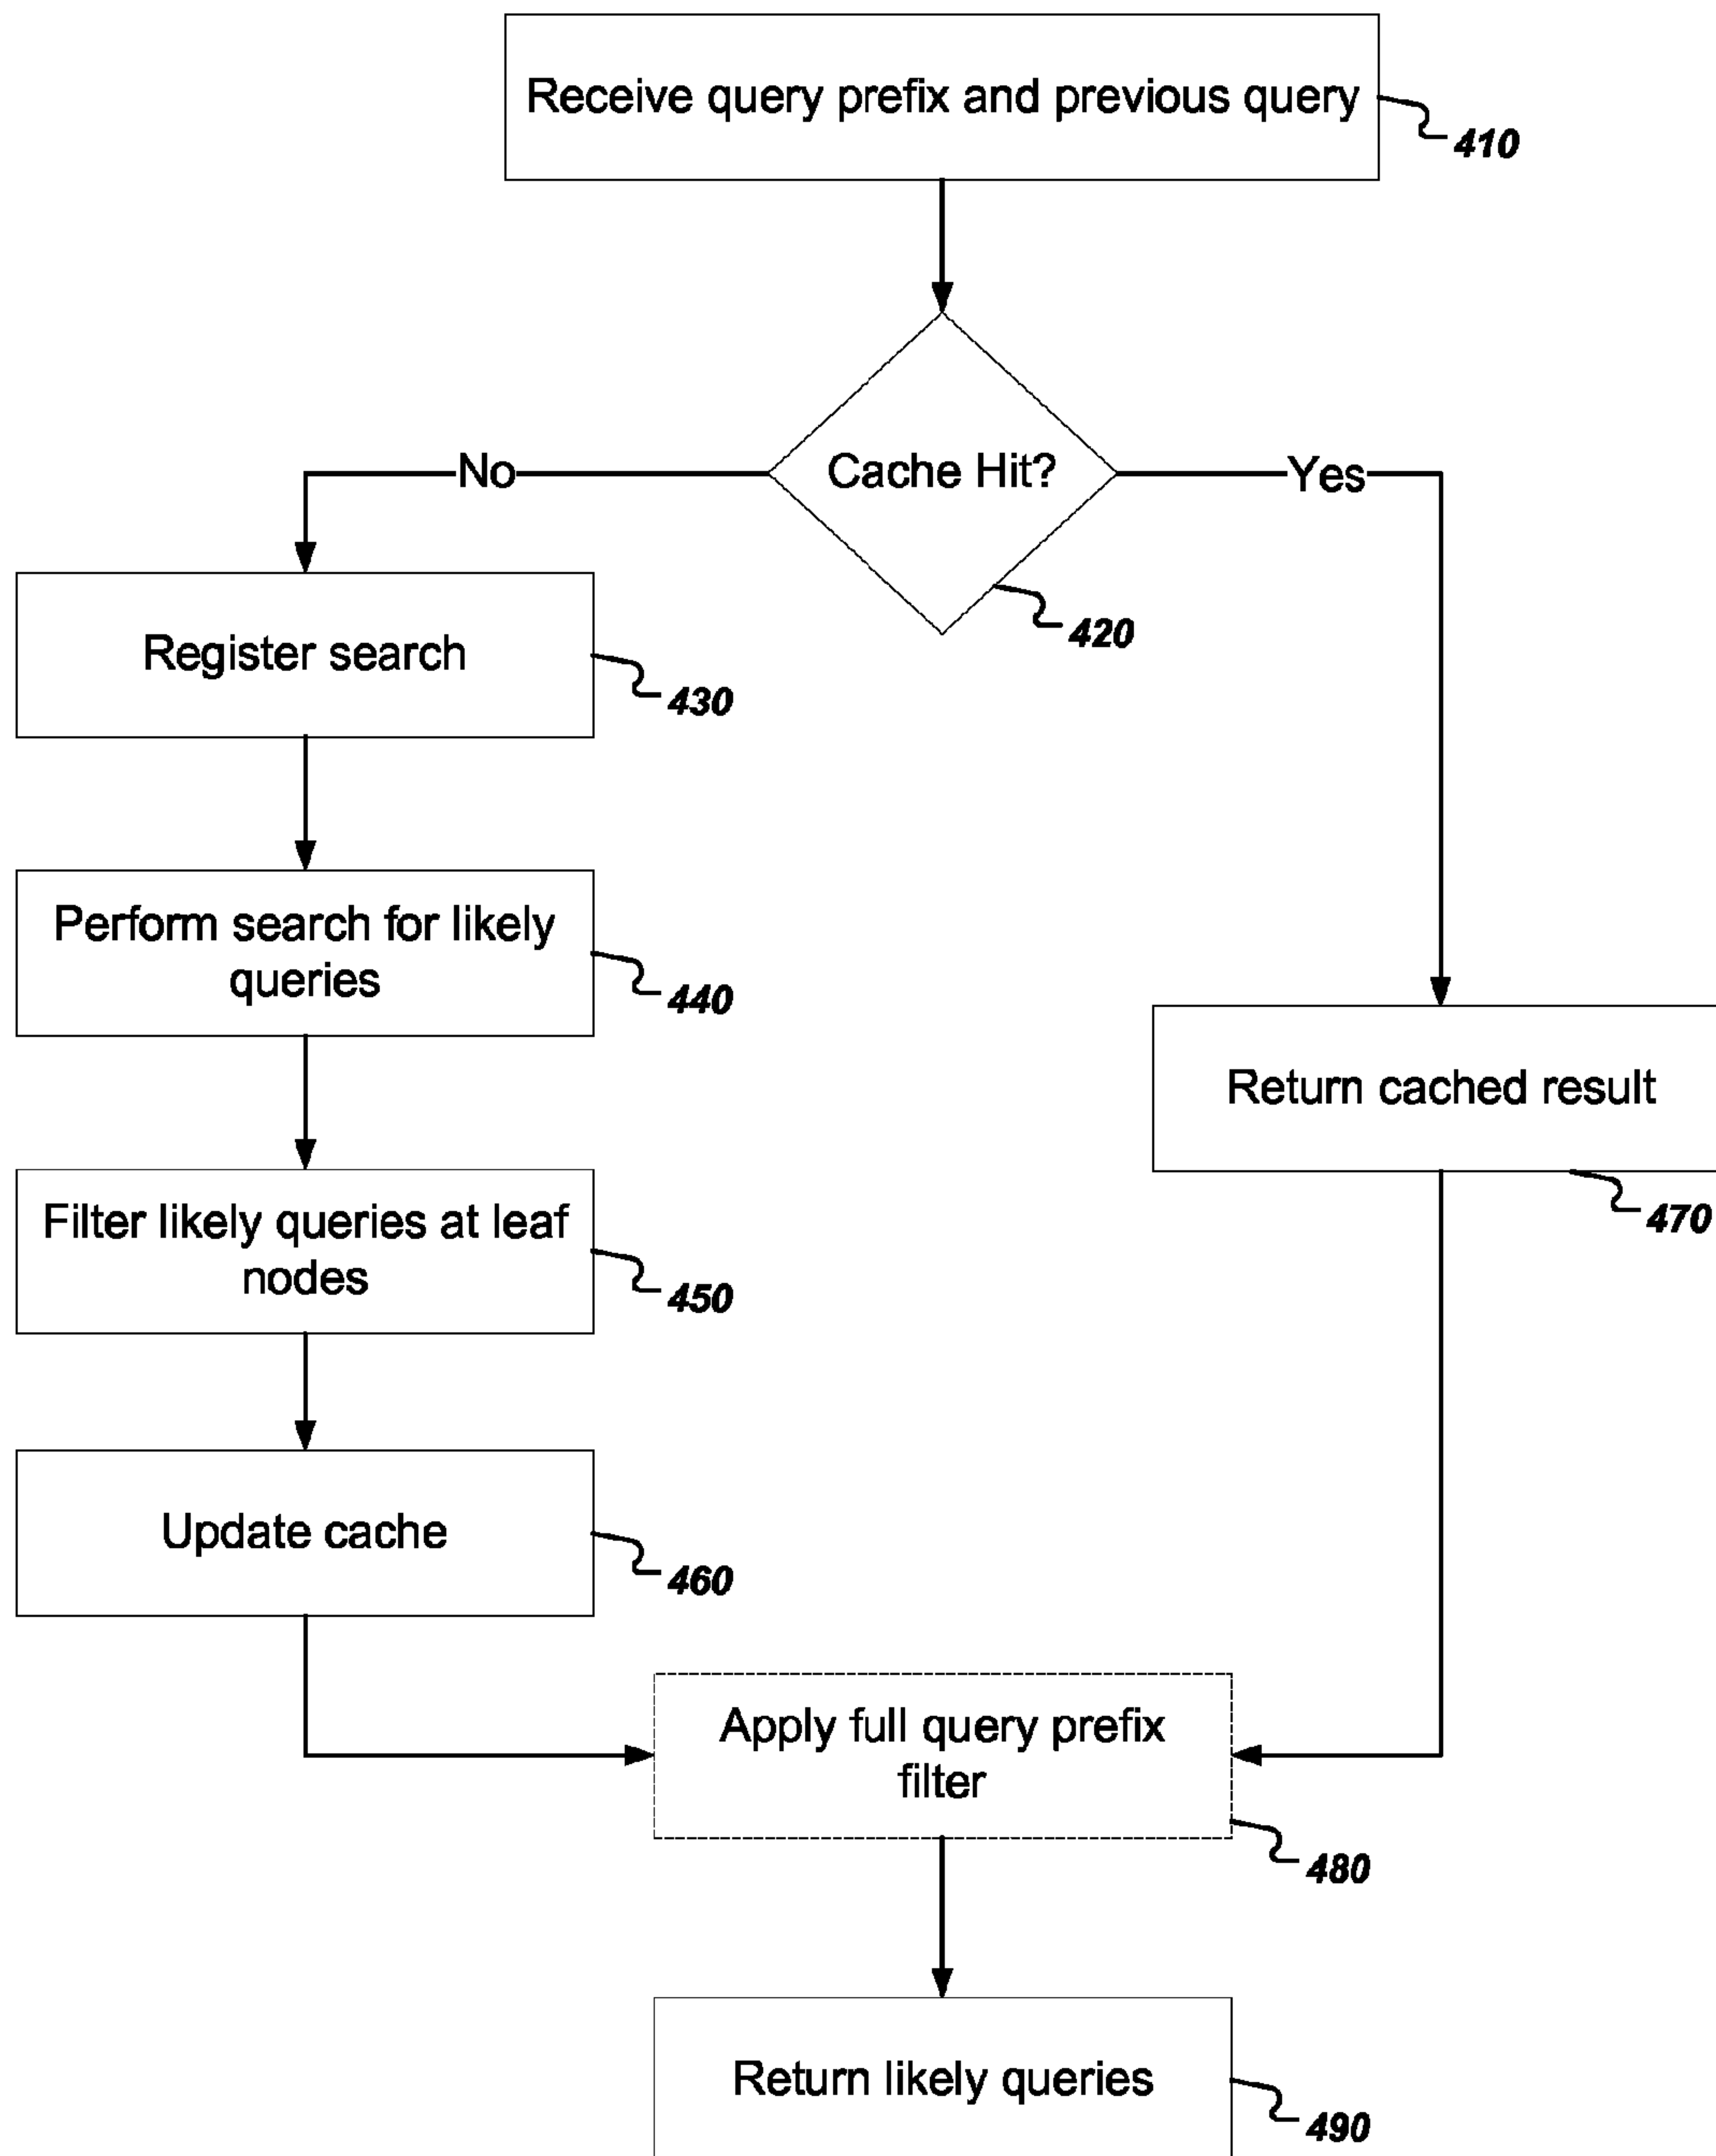 Receive query prefix and previous query
410
Cache Hit?
No
Yes
420
Register search
430
Perform search for likely
queries
440
Return cached result
470
Filter likely queries at leaf
nodes
450
Update cache
460
Apply full query prefix
filter
480
Return likely queries
490